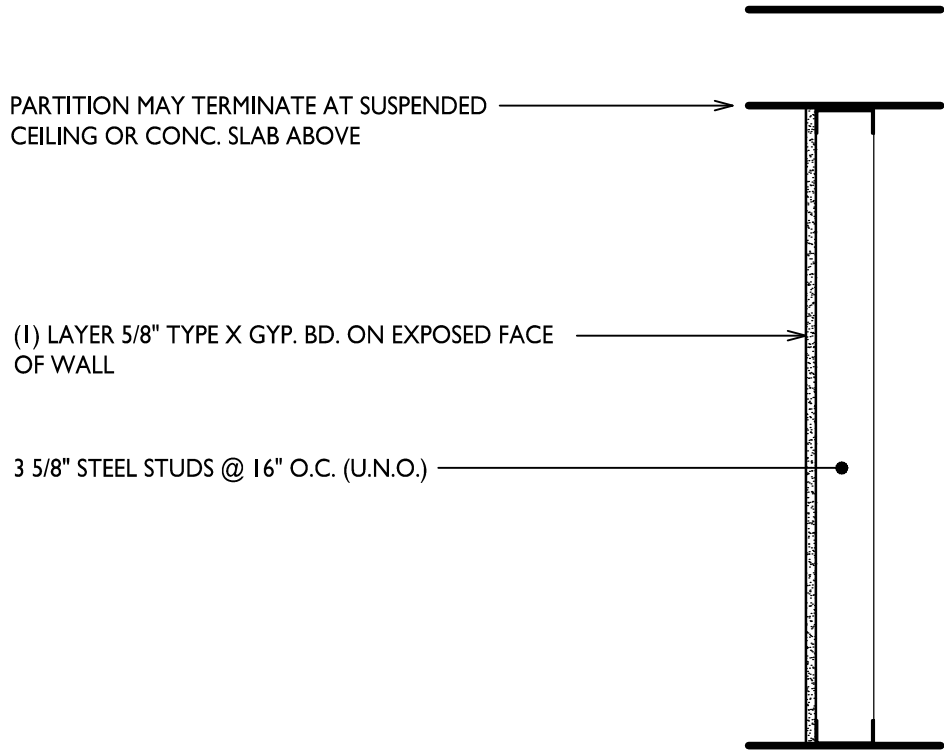 PARTITION MAY TERMINATE AT SUSPENDED
CEILING OR CONC. SLAB ABOVE
(1) LAYER 5/8" TYPE X GYP. BD. ON EXPOSED FACE
OF WALL
3 5/8" STEEL STUDS @ 16" O.C. (U.N.O.)